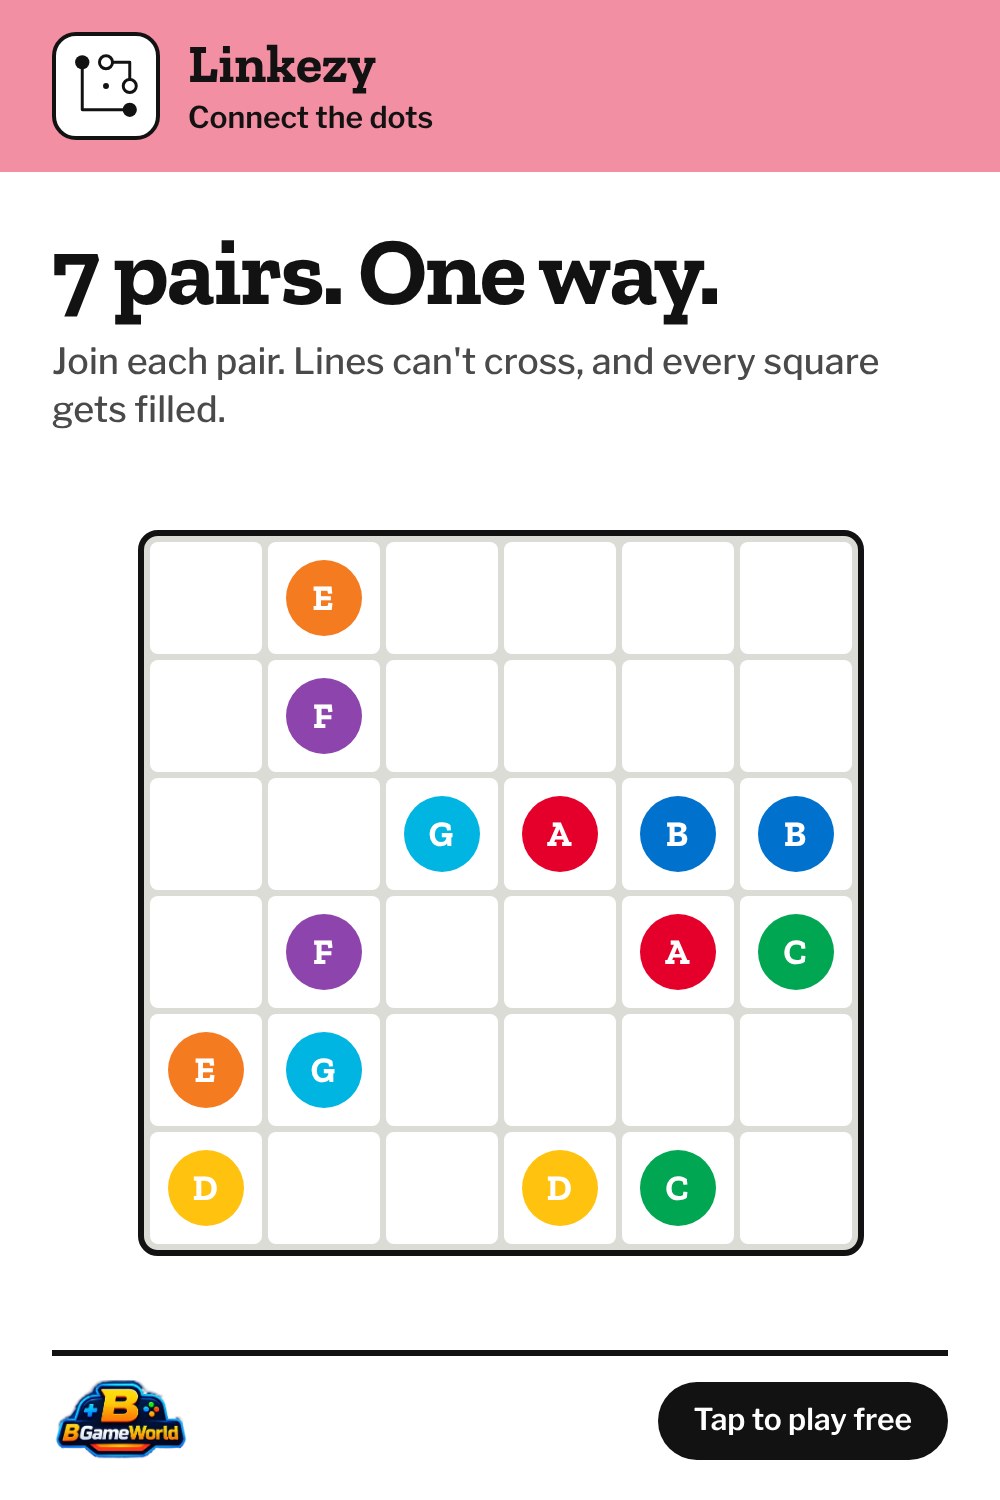 Linkezy
Connect the dots
7 pairs. One way.
Join each pair. Lines can't cross, and every square
gets filled.
E
F
G A B B
F A C
E G
D D C
B
BGameWorld
Tap to play free